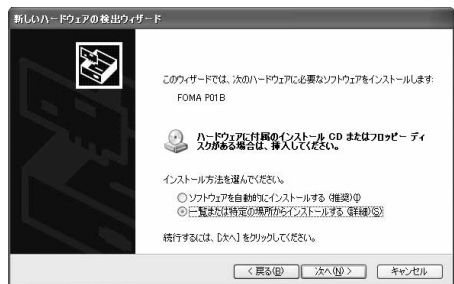 新しいハードウェアの検出ウィザード
このウィザードでは、次のハードウェアに必要なソフトウェアをインストールします:
FOMA P01B
ハードウェアに付属のインストール CD またはフロッピー ディ
スクがある場合は、挿入してください。
インストール方法を選んでください。
ソフトウェアを自動的にインストールする (推奨)(I)
一覧または特定の場所からインストールする (詳細)(S)
続行するには、[次へ] をクリックしてください。
< 戻る(B) 次へ(N) > キャンセル